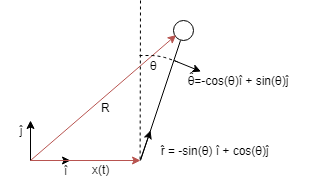 θ
θ̂=-cos(θ)î + sin(θ)ĵ
R
ĵ
r̂ = -sin(θ) î + cos(θ)ĵ
î
x(t)